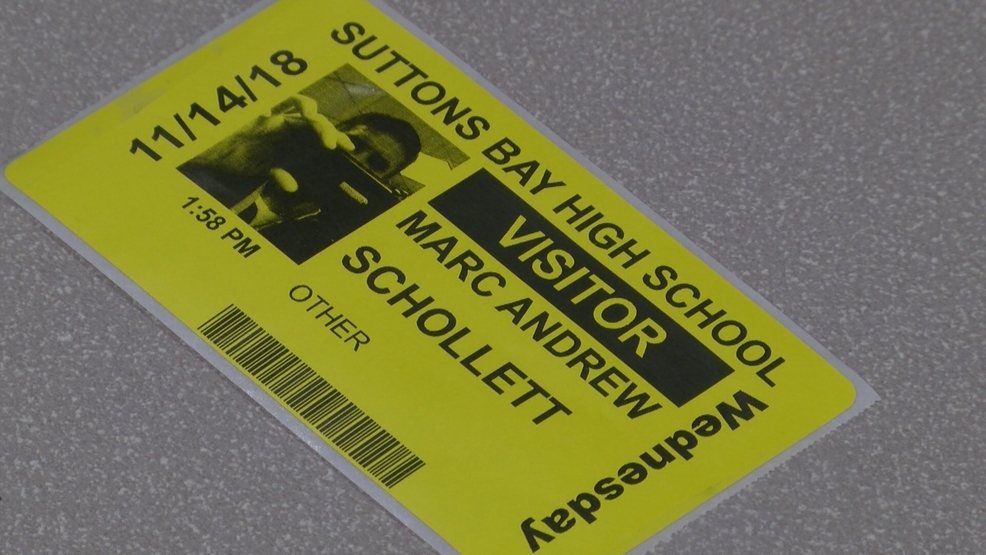 SUTTONS BAY HIGH SCHOOL
11/14/18
VISITOR
MARC ANDREW
SCHOLLETT
1:58 PM
OTHER
Wednesday